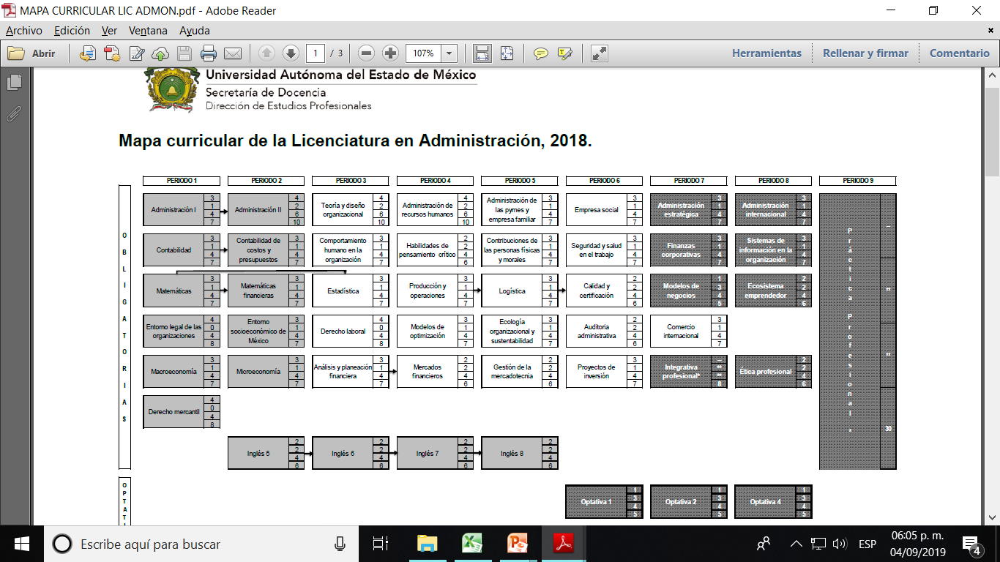 MAPA CURRICULAR LIC ADMON.pdf - Adobe Reader
Archivo Edición Ver Ventana Ayuda
Abrir 1 / 3 107% Herramientas Rellenar y firmar Comentario
Universidad Autónoma del Estado de México
Secretaría de Docencia
Dirección de Estudios Profesionales
Mapa curricular de la Licenciatura en Administración, 2018.
PERIODO 1 PERIODO 2 PERIODO 3 PERIODO 4 PERIODO 5 PERIODO 6 PERIODO 7 PERIODO 8 PERIODO 9
OBLIGATORIAS
Administración I 3 1 4 7
Administración II 4 2 6 10
Teoría y diseño organizacional 4 2 6 10
Administración de recursos humanos 4 2 6 10
Administración de las pymes y empresa familiar 3 1 4 7
Empresa social 3 1 4 7
Administración estratégica 3 1 4 7
Administración internacional 3 1 4 7
Práctica Profesional * -- ** ** 30
Contabilidad 3 1 4 7
Contabilidad de costos y presupuestos 3 1 4 7
Comportamiento humano en la organización 3 1 4 7
Habilidades de pensamiento crítico 2 2 4 6
Contribuciones de las personas físicas y morales 3 1 4 7
Seguridad y salud en el trabajo 3 1 4 7
Finanzas corporativas 3 1 4 7
Sistemas de información en la organización 3 1 4 7
Matemáticas 3 1 4 7
Matemáticas financieras 3 1 4 7
Estadística 3 1 4 7
Producción y operaciones 3 1 4 7
Logística 3 1 4 7
Calidad y certificación 2 2 4 6
Modelos de negocios 1 3 4 5
Ecosistema emprendedor 2 2 4 6
Entorno legal de las organizaciones 4 0 4 8
Entorno socioeconómico de México 3 1 4 7
Derecho laboral 4 0 4 8
Modelos de optimización 3 1 4 7
Ecología organizacional y sustentabilidad 3 1 4 7
Auditoria administrativa 2 2 4 6
Comercio internacional 3 1 4 7
Macroeconomía 3 1 4 7
Microeconomía 3 1 4 7
Análisis y planeación financiera 3 1 4 7
Mercados financieros 2 2 4 6
Gestión de la mercadotecnia 2 2 4 6
Proyectos de inversión 3 1 4 7
Integrativa profesional* -- ** ** 8
Ética profesional 2 2 4 6
Derecho mercantil 4 0 4 8
Inglés 5 2 2 4 6
Inglés 6 2 2 4 6
Inglés 7 2 2 4 6
Inglés 8 2 2 4 6
OPTATI
Optativa 1 1 3 4 5
Optativa 2 1 3 4 5
Optativa 4 1 3 4 5
Escribe aquí para buscar ESP 06:05 p. m.
04/09/2019 4